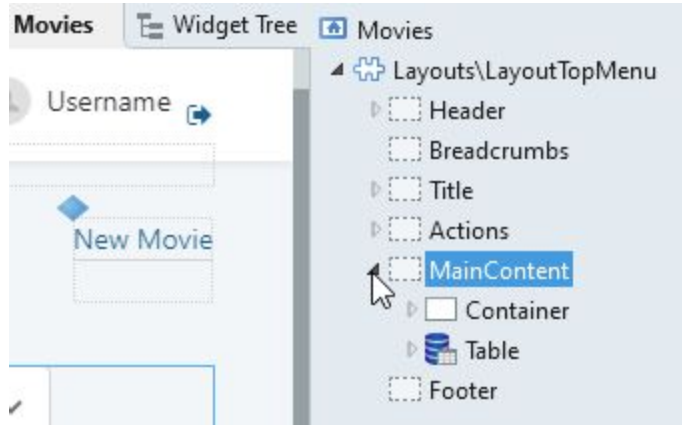 Movies
Widget Tree
Username
New Movie
Movies
Layouts\LayoutTopMenu
Header
Breadcrumbs
Title
Actions
MainContent
Container
Table
Footer